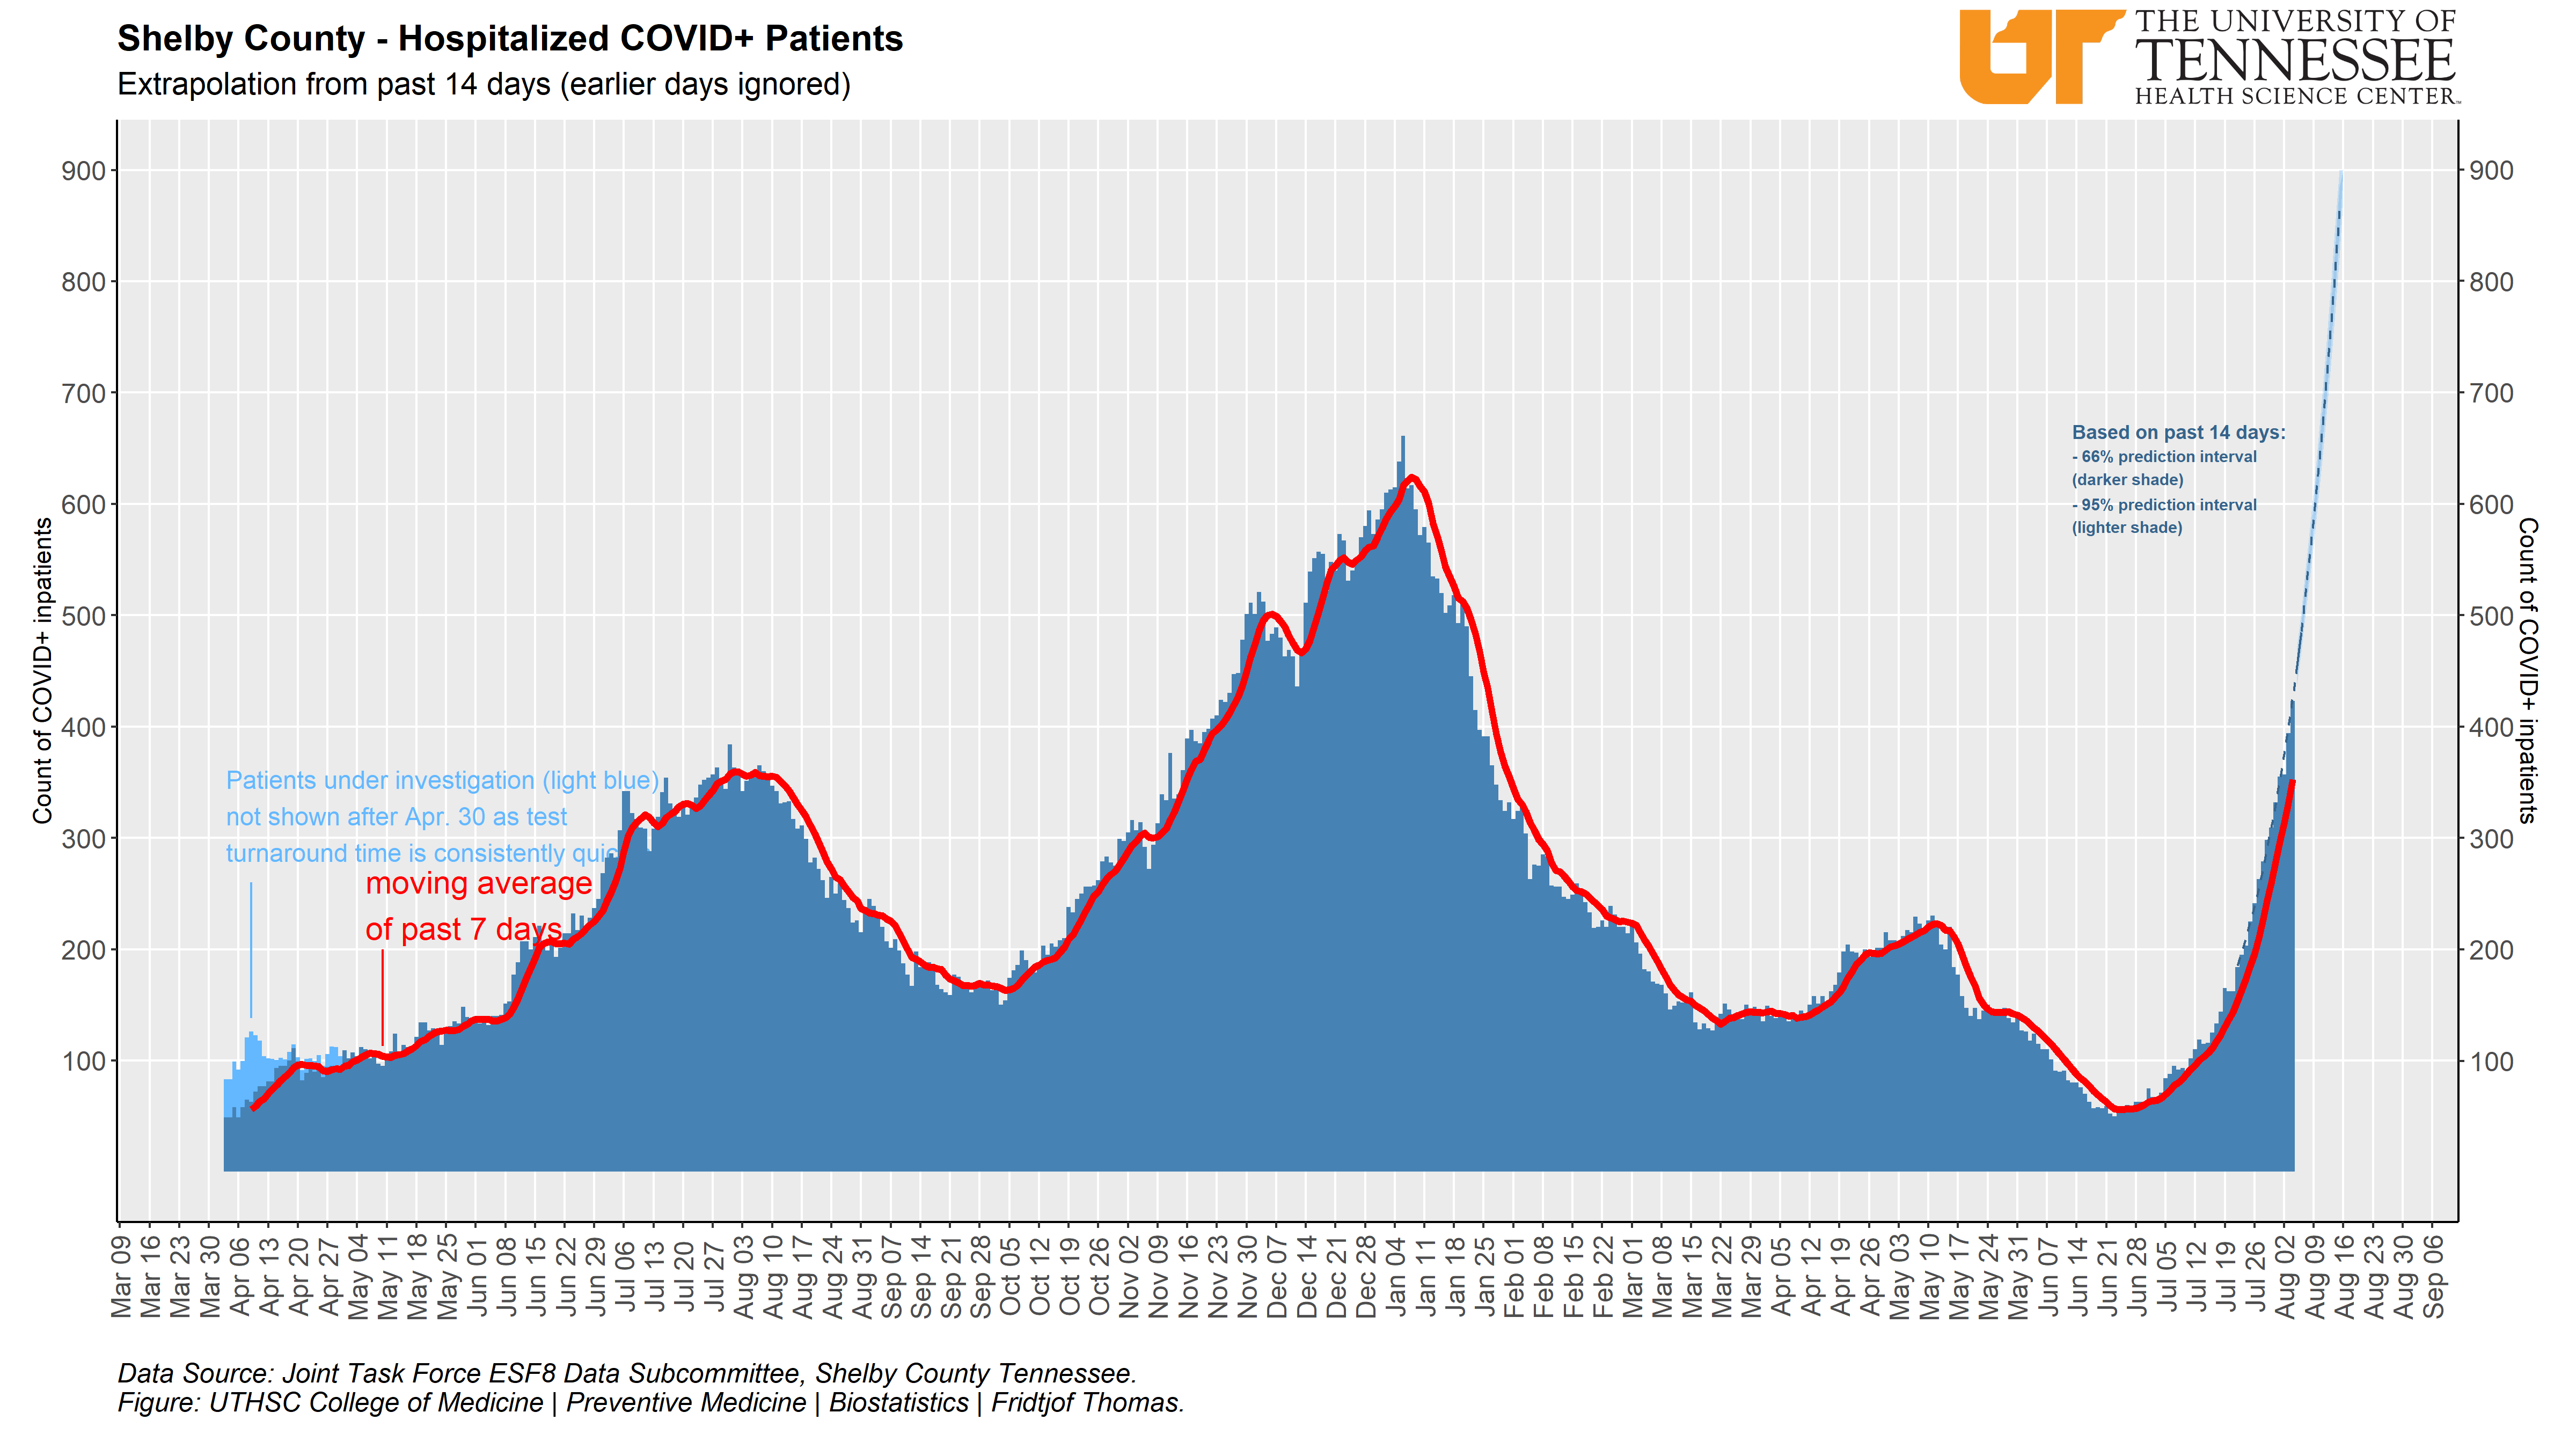 Shelby County - Hospitalized COVID+ Patients
Extrapolation from past 14 days (earlier days ignored)
UT
THE UNIVERSITY OF
TENNESSEE
HEALTH SCIENCE CENTER™
900
800
700
600
500
400
300
200
100
Count of COVID+ inpatients
Patients under investigation (light blue)
not shown after Apr. 30 as test
turnaround time is consistently quic
moving average
of past 7 days
Based on past 14 days:
- 66% prediction interval
(darker shade)
- 95% prediction interval
(lighter shade)
900
800
700
600
500
400
300
200
100
Count of COVID+ inpatients
Mar 09
Mar 16
Mar 23
Mar 30
Apr 06
Apr 13
Apr 20
Apr 27
May 04
May 11
May 18
May 25
Jun 01
Jun 08
Jun 15
Jun 22
Jun 29
Jul 06
Jul 13
Jul 20
Jul 27
Aug 03
Aug 10
Aug 17
Aug 24
Aug 31
Sep 07
Sep 14
Sep 21
Sep 28
Oct 05
Oct 12
Oct 19
Oct 26
Nov 02
Nov 09
Nov 16
Nov 23
Nov 30
Dec 07
Dec 14
Dec 21
Dec 28
Jan 04
Jan 11
Jan 18
Jan 25
Feb 01
Feb 08
Feb 15
Feb 22
Mar 01
Mar 08
Mar 15
Mar 22
Mar 29
Apr 05
Apr 12
Apr 19
Apr 26
May 03
May 10
May 17
May 24
May 31
Jun 07
Jun 14
Jun 21
Jun 28
Jul 05
Jul 12
Jul 19
Jul 26
Aug 02
Aug 09
Aug 16
Aug 23
Aug 30
Sep 06
Data Source: Joint Task Force ESF8 Data Subcommittee, Shelby County Tennessee.
Figure: UTHSC College of Medicine | Preventive Medicine | Biostatistics | Fridtjof Thomas.